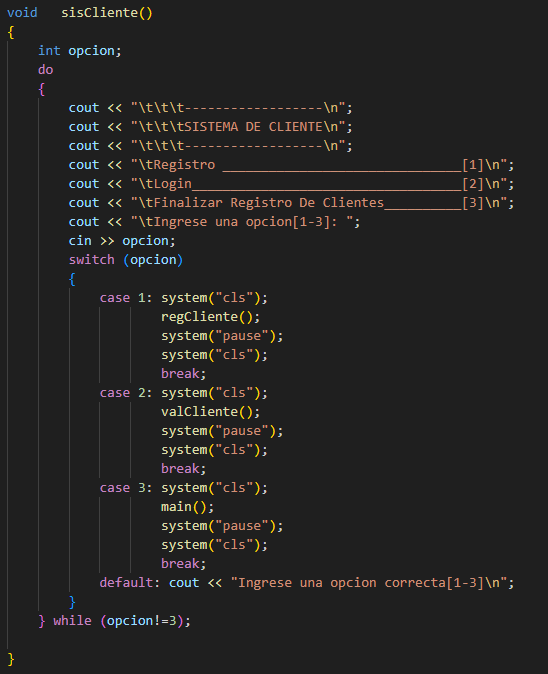 void   sisCliente()
{
    int opcion;
    do
    {
        cout << "\t\t\t------------------\n";
        cout << "\t\t\tSISTEMA DE CLIENTE\n";
        cout << "\t\t\t------------------\n";
        cout << "\tRegistro _______________________________[1]\n";
        cout << "\tLogin___________________________________[2]\n";
        cout << "\tFinalizar Registro De Clientes__________[3]\n";
        cout << "\tIngrese una opcion[1-3]: ";
        cin >> opcion;
        switch (opcion)
        {
            case 1: system("cls");
                    regCliente();
                    system("pause");
                    system("cls");
                    break;
            case 2: system("cls");
                    valCliente();
                    system("pause");
                    system("cls");
                    break;
            case 3: system("cls");
                    main();
                    system("pause");
                    system("cls");
                    break;
            default: cout << "Ingrese una opcion correcta[1-3]\n";
        }
    } while (opcion!=3);
}